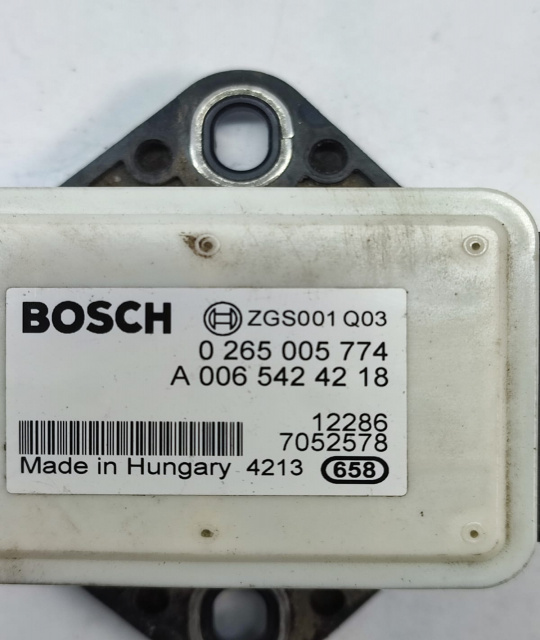 BOSCH ZGS001 Q03
0 265 005 774
A 006 542 42 18
12286
7052578
Made in Hungary 4213 658